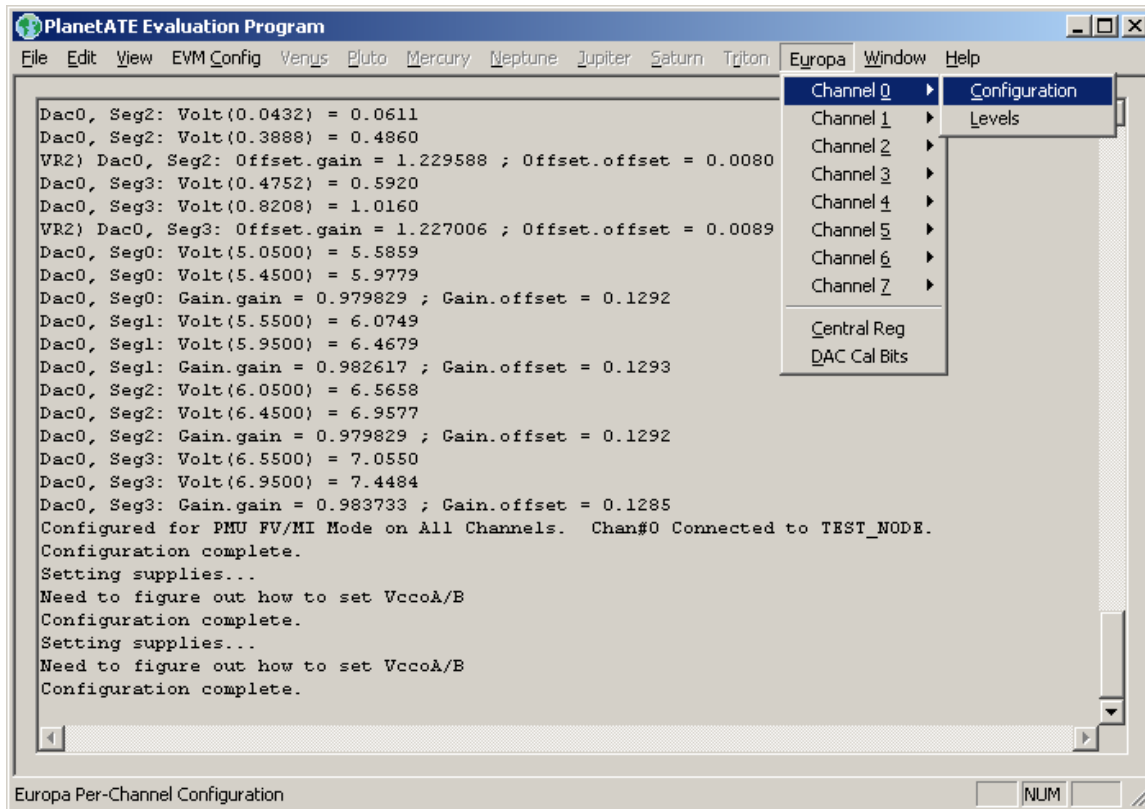 PlanetATE Evaluation Program
File Edit View EVM Config Venus Pluto Mercury Neptune Jupiter Saturn Triton Europa Window Help
Channel 0 Configuration
Channel 1 Levels
Channel 2
Channel 3
Channel 4
Channel 5
Channel 6
Channel 7
Central Reg
DAC Cal Bits
Dac0, Seg2: Volt(0.0432) = 0.0611
Dac0, Seg2: Volt(0.3888) = 0.4860
VR2) Dac0, Seg2: Offset.gain = 1.229588 ; Offset.offset = 0.0080
Dac0, Seg3: Volt(0.4752) = 0.5920
Dac0, Seg3: Volt(0.8208) = 1.0160
VR2) Dac0, Seg3: Offset.gain = 1.227006 ; Offset.offset = 0.0089
Dac0, Seg0: Volt(5.0500) = 5.5859
Dac0, Seg0: Volt(5.4500) = 5.9779
Dac0, Seg0: Gain.gain = 0.979829 ; Gain.offset = 0.1292
Dac0, Seg1: Volt(5.5500) = 6.0749
Dac0, Seg1: Volt(5.9500) = 6.4679
Dac0, Seg1: Gain.gain = 0.982617 ; Gain.offset = 0.1293
Dac0, Seg2: Volt(6.0500) = 6.5658
Dac0, Seg2: Volt(6.4500) = 6.9577
Dac0, Seg2: Gain.gain = 0.979829 ; Gain.offset = 0.1292
Dac0, Seg3: Volt(6.5500) = 7.0550
Dac0, Seg3: Volt(6.9500) = 7.4484
Dac0, Seg3: Gain.gain = 0.983733 ; Gain.offset = 0.1285
Configured for PMU FV/MI Mode on All Channels.  Chan#0 Connected to TEST_NODE.
Configuration complete.
Setting supplies...
Need to figure out how to set VccoA/B
Configuration complete.
Setting supplies...
Need to figure out how to set VccoA/B
Configuration complete.
Europa Per-Channel Configuration NUM